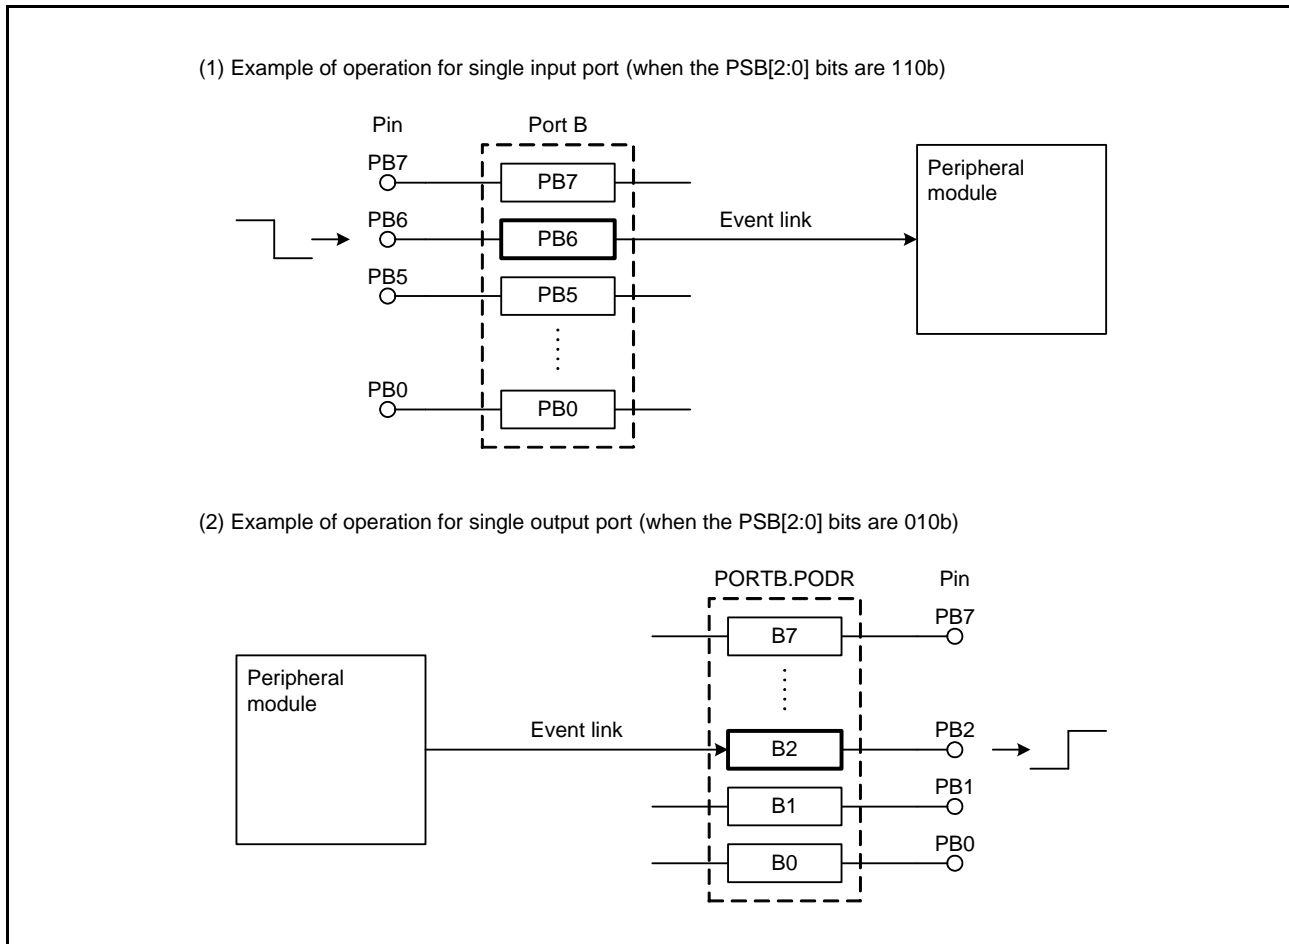 (1) Example of operation for single input port (when the PSB[2:0] bits are 110b)
Pin
Port B
PB7
PB7
Peripheral
module
PB6
PB6
Event link
PB5
PB5
PB0
PB0
(2) Example of operation for single output port (when the PSB[2:0] bits are 010b)
PORTB.PODR
Pin
B7
PB7
Peripheral
module
Event link
B2
PB2
B1
PB1
B0
PB0